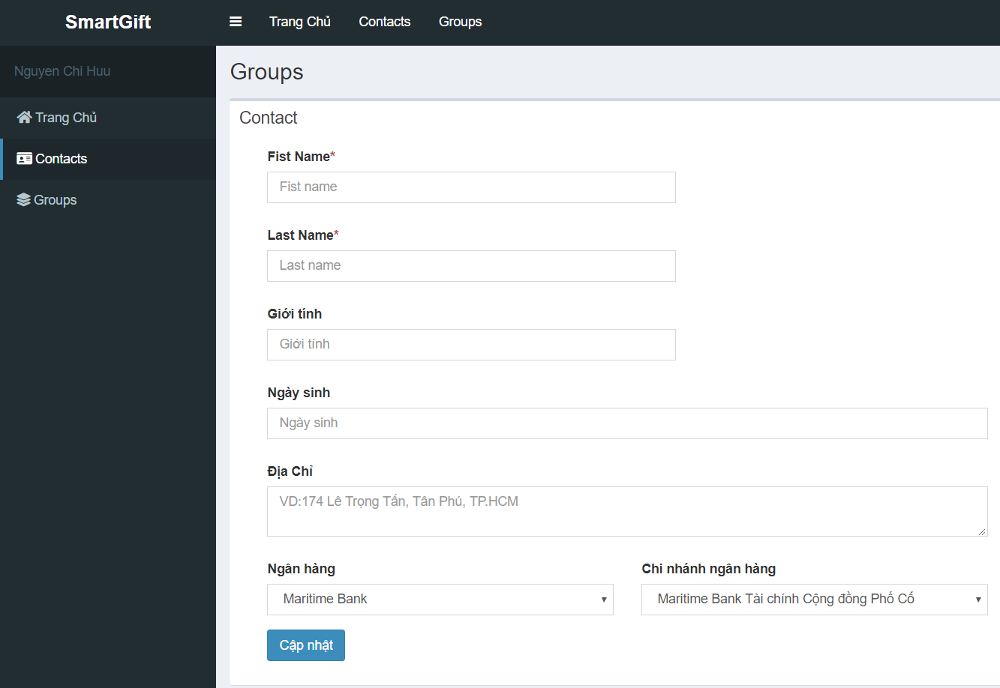 SmartGift
Trang Chủ Contacts Groups
Nguyen Chi Huu
Trang Chủ
Contacts
Groups
Groups
Contact
Fist Name*
Fist name
Last Name*
Last name
Giới tính
Giới tính
Ngày sinh
Ngày sinh
Địa Chỉ
VD:174 Lê Trọng Tấn, Tân Phú, TP.HCM
Ngân hàng
Maritime Bank
Chi nhánh ngân hàng
Maritime Bank Tài chính Cộng đồng Phố Cổ
Cập nhật